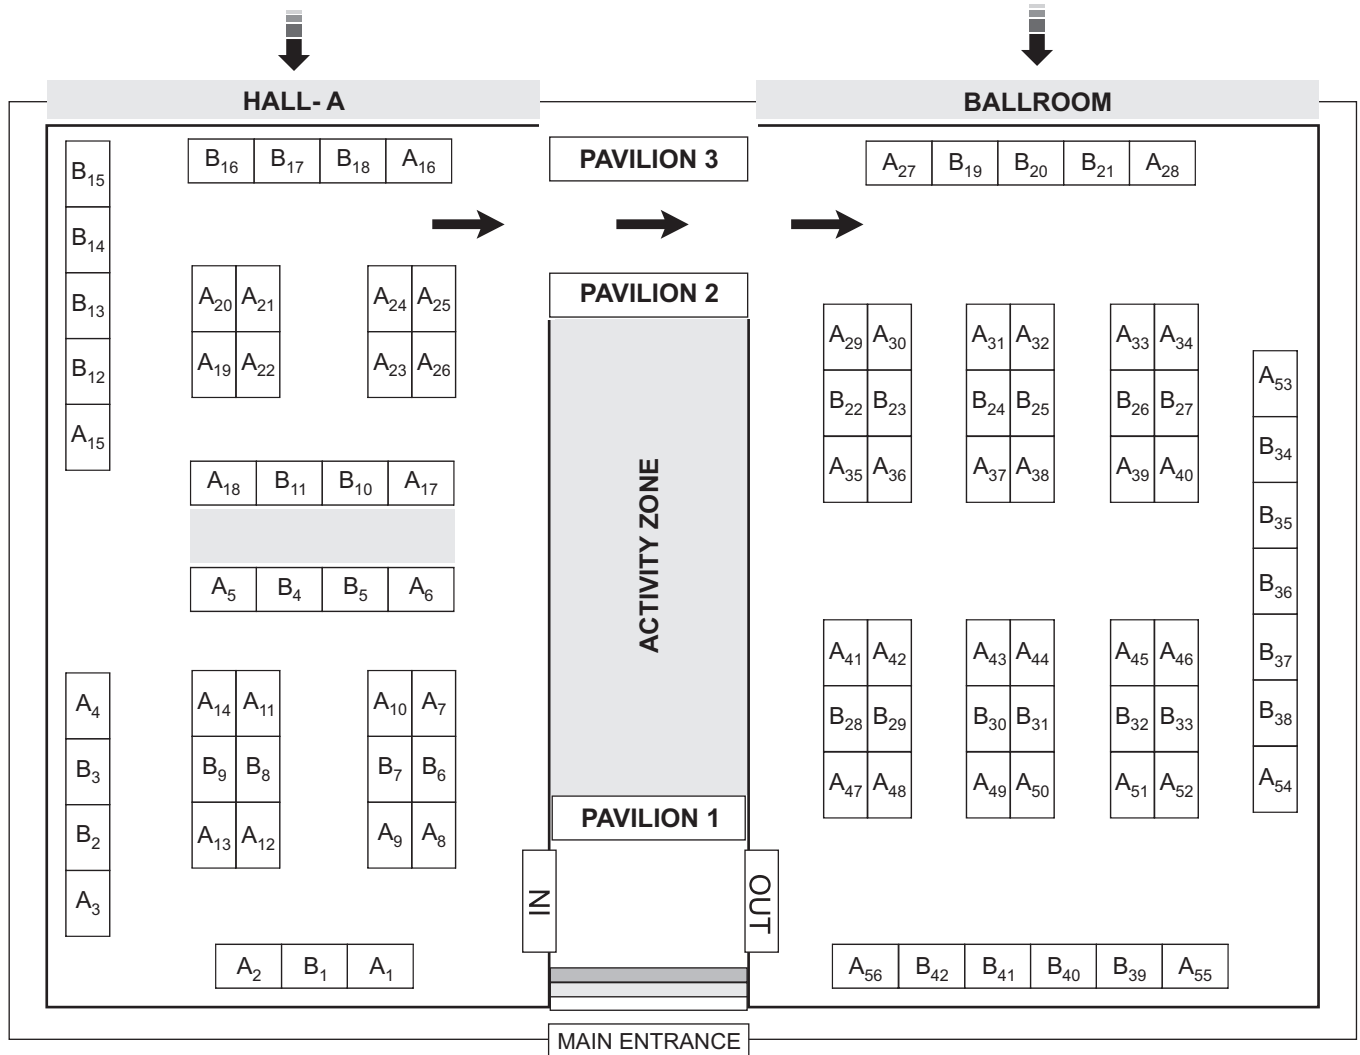 HALL- A
BALLROOM
B15
B16 B17 B18 A16
PAVILION 3
A27 B19 B20 B21 A28
B14
B13
B12
A15
A20 A21 A24 A25
A19 A22 A23 A26
PAVILION 2
A29 A30 A31 A32 A33 A34
B22 B23 B24 B25 B26 B27
A35 A36 A37 A38 A39 A40
A53
B34
B35
B36
B37
B38
A54
A18 B11 B10 A17
A5 B4 B5 A6
ACTIVITY ZONE
A41 A42 A43 A44 A45 A46
B28 B29 B30 B31 B32 B33
A47 A48 A49 A50 A51 A52
A4
B3
B2
A3
A14 A11 A10 A7
B9 B8 B7 B6
A13 A12 A9 A8
PAVILION 1
IN
OUT
A2 B1 A1
A56 B42 B41 B40 B39 A55
MAIN ENTRANCE